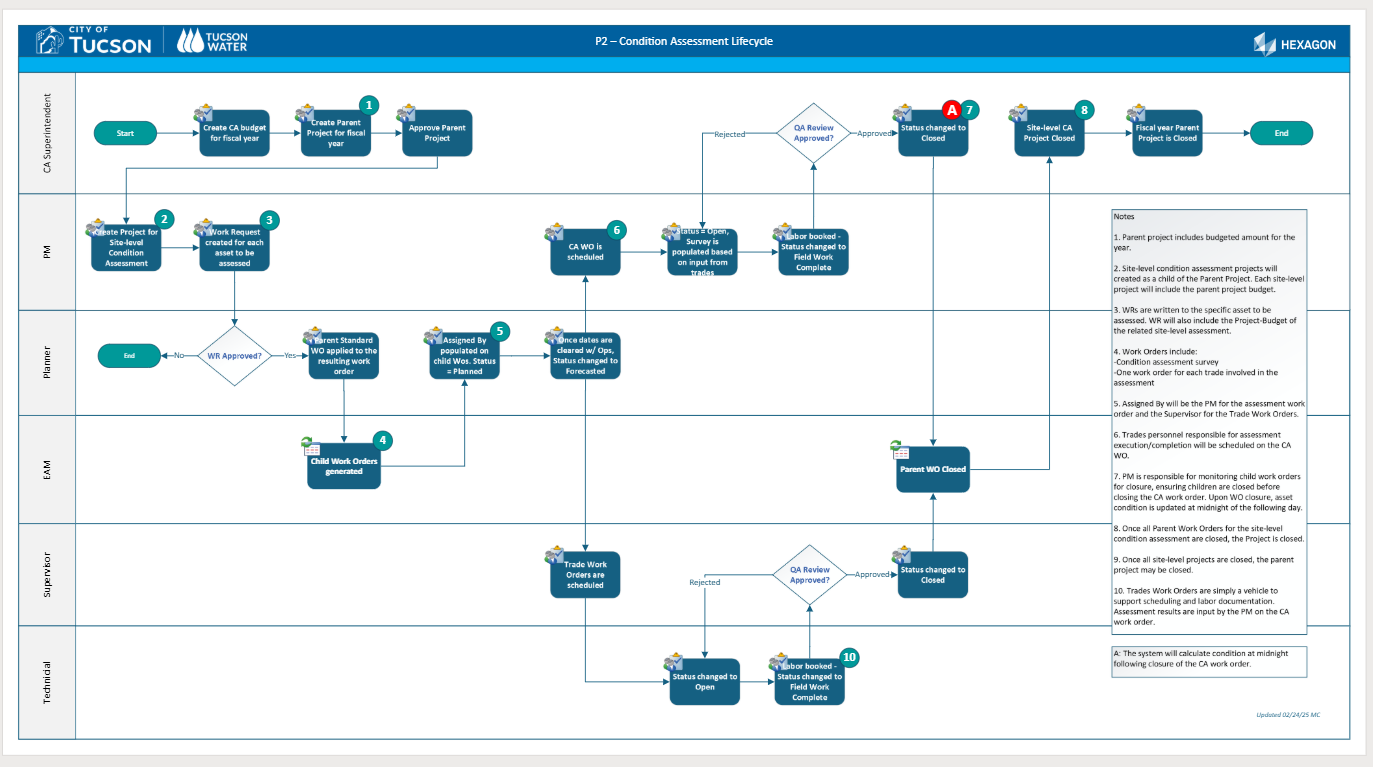 CITY OF
TUCSON
TUCSON
WATER
P2 – Condition Assessment Lifecycle
HEXAGON
CA Superintendent
Start
Create CA budget
for fiscal year
1
Create Parent
Project for fiscal
year
Approve Parent
Project
Rejected
QA Review
Approved?
Approved
A
7
Status changed to
Closed
8
Site-level CA
Project Closed
Fiscal year Parent
Project is Closed
End
PM
2
Create Project for
Site-level
Condition
Assessment
3
Work Request
created for each
asset to be
assessed
6
CA WO is
scheduled
Status = Open,
Survey is
populated based
on input from
trades
Labor booked -
Status changed to
Field Work
Complete
Planner
End
No
WR Approved?
Yes
Parent Standard
WO applied to the
resulting work
order
5
Assigned By
populated on
child Wos. Status
= Planned
Once dates are
cleared w/ Ops,
Status changed to
Forecasted
EAM
4
Child Work Orders
generated
Parent WO Closed
Supervisor
Trade Work
Orders are
scheduled
Rejected
QA Review
Approved?
Approved
Status changed to
Closed
Technicial
Status changed to
Open
10
Labor booked -
Status changed to
Field Work
Complete
Notes
1. Parent project includes budgeted amount for the
year.
2. Site-level condition assessment projects will
created as a child of the Parent Project. Each site-level
project will include the parent project budget.
3. WRs are written to the specific asset to be
assessed. WR will also include the Project-Budget of
the related site-level assessment.
4. Work Orders include:
-Condition assessment survey
-One work order for each trade involved in the
assessment
5. Assigned By will be the PM for the assessment work
order and the Supervisor for the Trade Work Orders.
6. Trades personnel responsible for assessment
execution/completion will be scheduled on the CA
WO.
7. PM is responsible for monitoring child work orders
for closure, ensuring children are closed before
closing the CA work order. Upon WO closure, asset
condition is updated at midnight of the following day.
8. Once all Parent Work Orders for the site-level
condition assessment are closed, the Project is closed.
9. Once all site-level projects are closed, the parent
project may be closed.
10. Trades Work Orders are simply a vehicle to
support scheduling and labor documentation.
Assessment results are input by the PM on the CA
work order.
A: The system will calculate condition at midnight
following closure of the CA work order.
Updated 02/24/25 MC